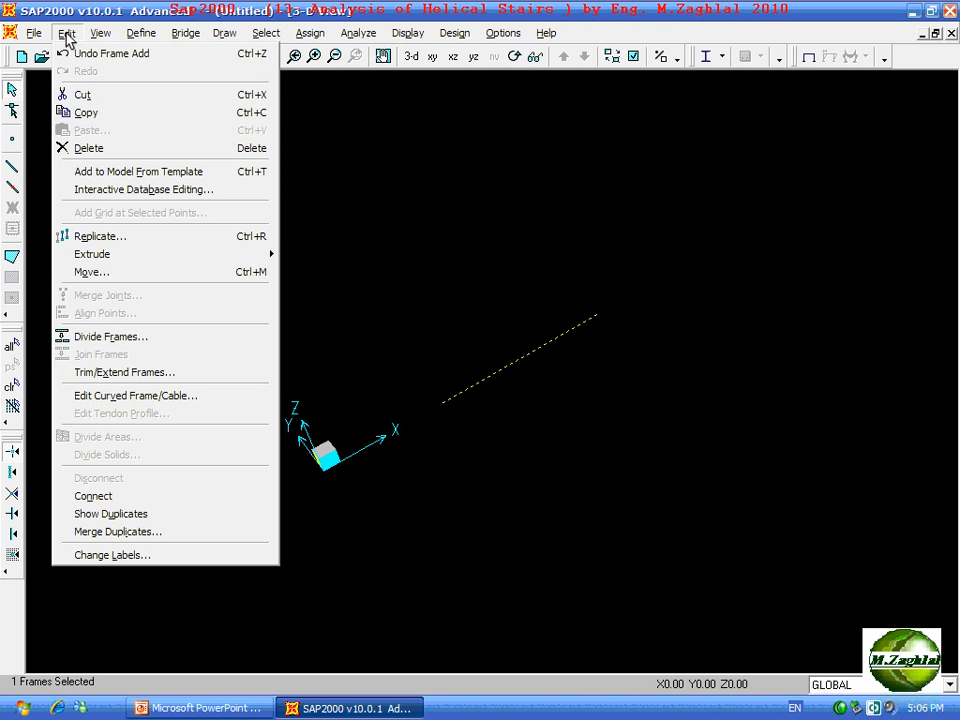 SAP2000 v10.0.1 Advanced - (Untitled) - [3-D View]
Sap2000 (13. Analysis of Holical Stairs ) by Eng. M.Zaghlal 2010
File Edit View Define Bridge Draw Select Assign Analyze Display Design Options Help
3-d xy xz yz nv
Undo Frame Add Ctrl+Z
Redo
Cut Ctrl+X
Copy Ctrl+C
Paste... Ctrl+V
Delete Delete
Add to Model From Template Ctrl+T
Interactive Database Editing...
Add Grid at Selected Points...
Replicate... Ctrl+R
Extrude
Move... Ctrl+M
Merge Joints...
Align Points...
Divide Frames...
Join Frames
Trim/Extend Frames...
Edit Curved Frame/Cable...
Edit Tendon Profile...
Divide Areas...
Divide Solids...
Disconnect
Connect
Show Duplicates
Merge Duplicates...
Change Labels...
all
ps
clr
Z
Y
X
M.Zaghlal
1 Frames Selected
X0.00 Y0.00 Z0.00
GLOBAL
Microsoft PowerPoint ...
SAP2000 v10.0.1 Ad...
EN
5:06 PM